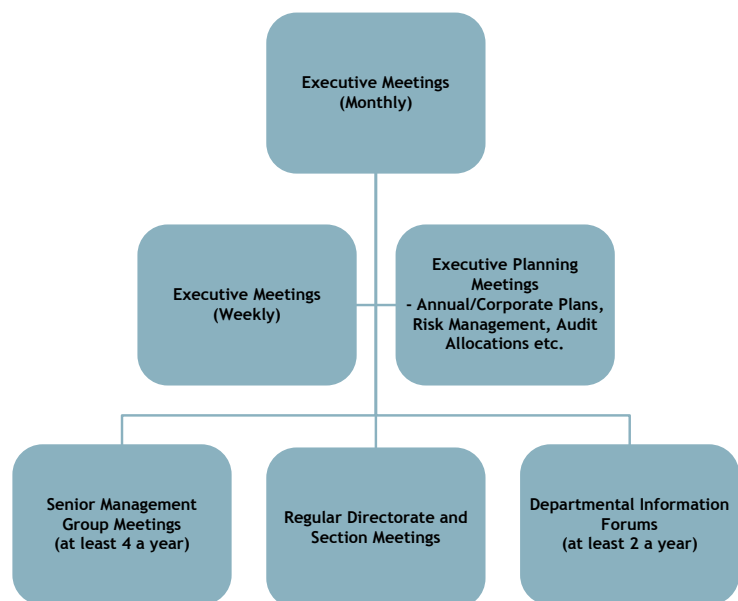 Executive Meetings
(Monthly)
Executive Meetings
(Weekly)
Executive Planning
Meetings
- Annual/Corporate Plans,
Risk Management, Audit
Allocations etc.
Senior Management
Group Meetings
(at least 4 a year)
Regular Directorate and
Section Meetings
Departmental Information
Forums
(at least 2 a year)